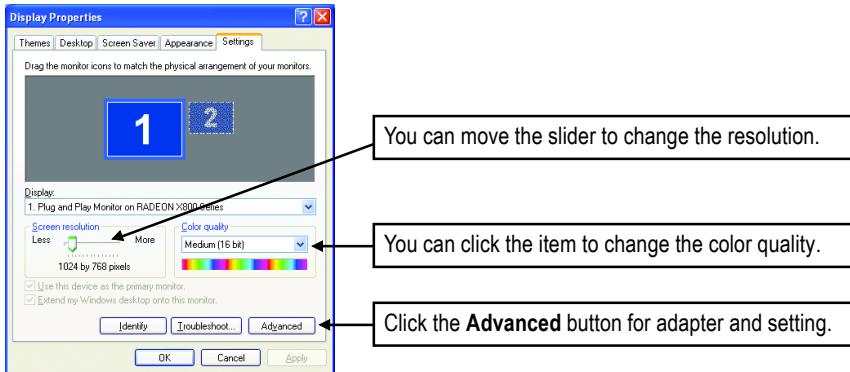 Display Properties
Themes Desktop Screen Saver Appearance Settings
Drag the monitor icons to match the physical arrangement of your monitors.
1 2
You can move the slider to change the resolution.
Display:
1. Plug and Play Monitor on RADEON X800 Series
Screen resolution
Less More
1024 by 768 pixels
Color quality
Medium (16 bit)
You can click the item to change the color quality.
Use this device as the primary monitor.
Extend my Windows desktop onto this monitor.
Identify Troubleshoot... Advanced
Click the Advanced button for adapter and setting.
OK Cancel Apply